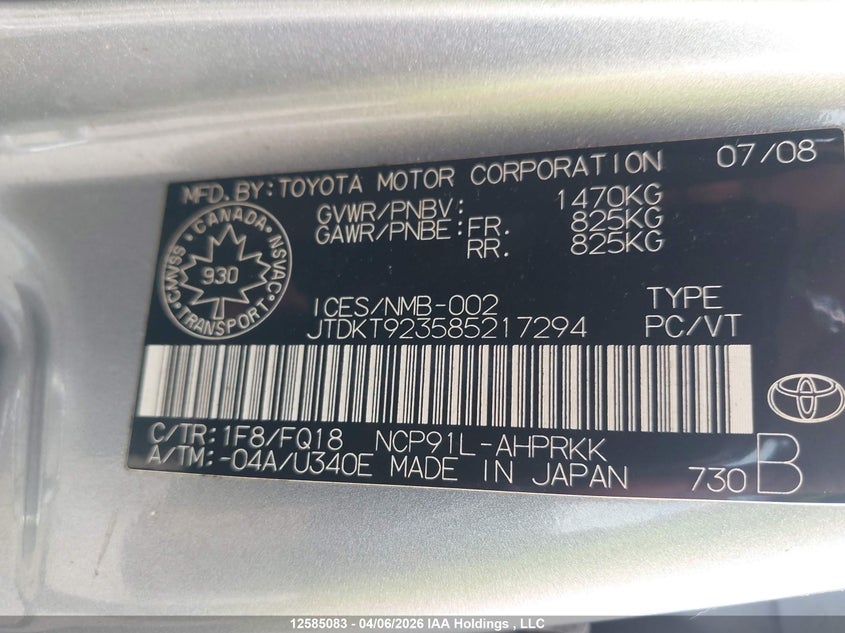 MFD. BY: TOYOTA MOTOR CORPORATION 07/08
GVWR/PNBV: 1470KG
GAWR/PNBE: FR. 825KG
RR. 825KG
CMVSS · CANADA · NSVAC · TRANSPORT
930
ICES/NMB-002 TYPE
JTDKT923585217294 PC/VT
C/TR: 1F8/FQ18 NCP91L-AHPRKK
A/TM: -04A/U340E MADE IN JAPAN 730 B
12585083 - 04/06/2026 IAA Holdings , LLC